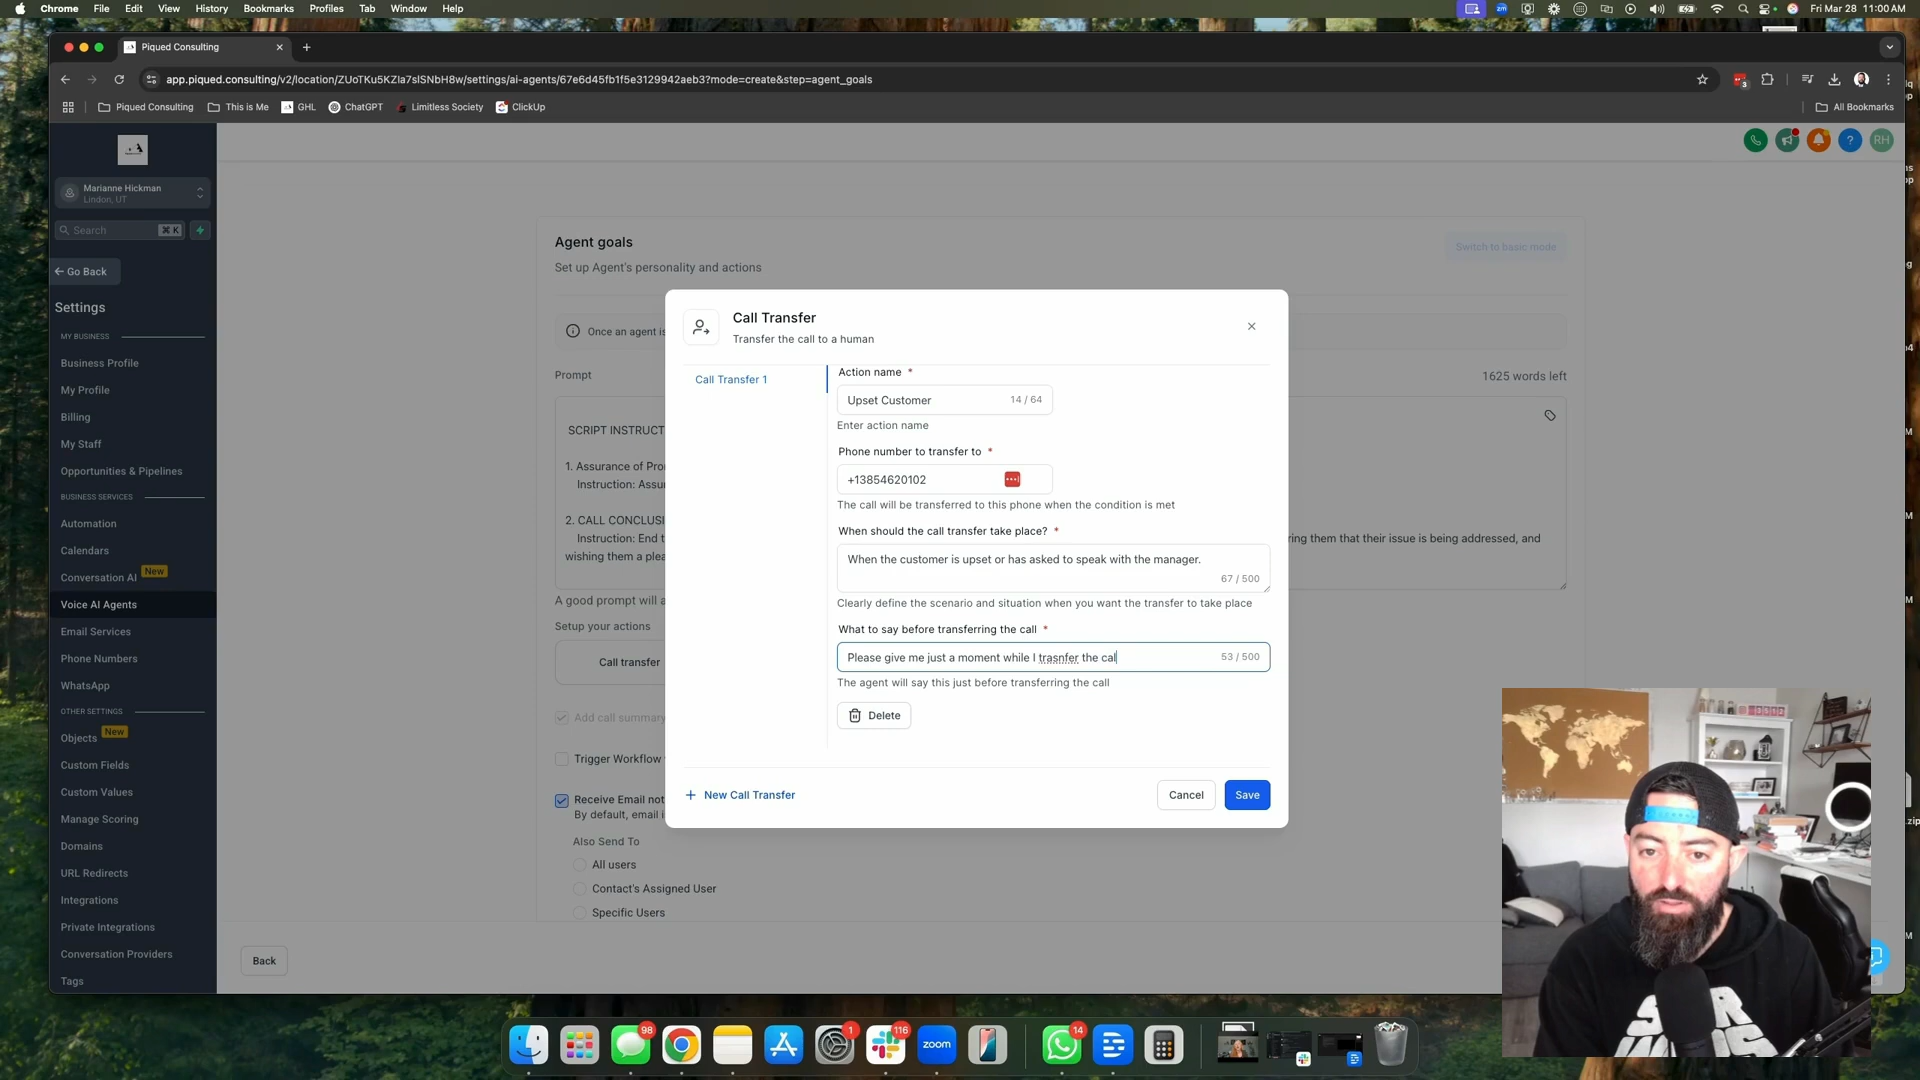 Chrome File Edit View History Bookmarks Profiles Tab Window Help
Fri Mar 28 11:00 AM
Piqued Consulting
app.piqued.consulting/v2/location/ZUoTKu5KZIa7sISNbH8w/settings/ai-agents/67e6d45fb1f5e3129942aeb3?mode=create&step=agent_goals
3
Piqued Consulting This is Me GHL ChatGPT Limitless Society ClickUp
All Bookmarks
Marianne Hickman
Lindon, UT
Search ⌘ K
RH
Go Back
Settings
MY BUSINESS
Business Profile
My Profile
Billing
My Staff
Opportunities & Pipelines
BUSINESS SERVICES
Automation
Calendars
Conversation AI New
Voice AI Agents
Email Services
Phone Numbers
WhatsApp
OTHER SETTINGS
Objects New
Custom Fields
Custom Values
Manage Scoring
Domains
URL Redirects
Integrations
Private Integrations
Conversation Providers
Tags
Agent goals
Switch to basic mode
Set up Agent's personality and actions
Once an agent is
Prompt
1625 words left
SCRIPT INSTRUCT
1. Assurance of Pro
Instruction: Assu
2. CALL CONCLUSI
Instruction: End t
ring them that their issue is being addressed, and
wishing them a plea
A good prompt will a
Setup your actions
Call transfer
Add call summary
Trigger Workflow
Receive Email not
By default, email i
Also Send To
All users
Contact's Assigned User
Specific Users
Back
Call Transfer
Transfer the call to a human
Call Transfer 1
Action name *
Upset Customer 14 / 64
Enter action name
Phone number to transfer to *
+13854620102
The call will be transferred to this phone when the condition is met
When should the call transfer take place? *
When the customer is upset or has asked to speak with the manager.
67 / 500
Clearly define the scenario and situation when you want the transfer to take place
What to say before transferring the call *
Please give me just a moment while I trasnfer the cal 53 / 500
The agent will say this just before transferring the call
Delete
+ New Call Transfer
Cancel
Save
98
1
116
zoom
14